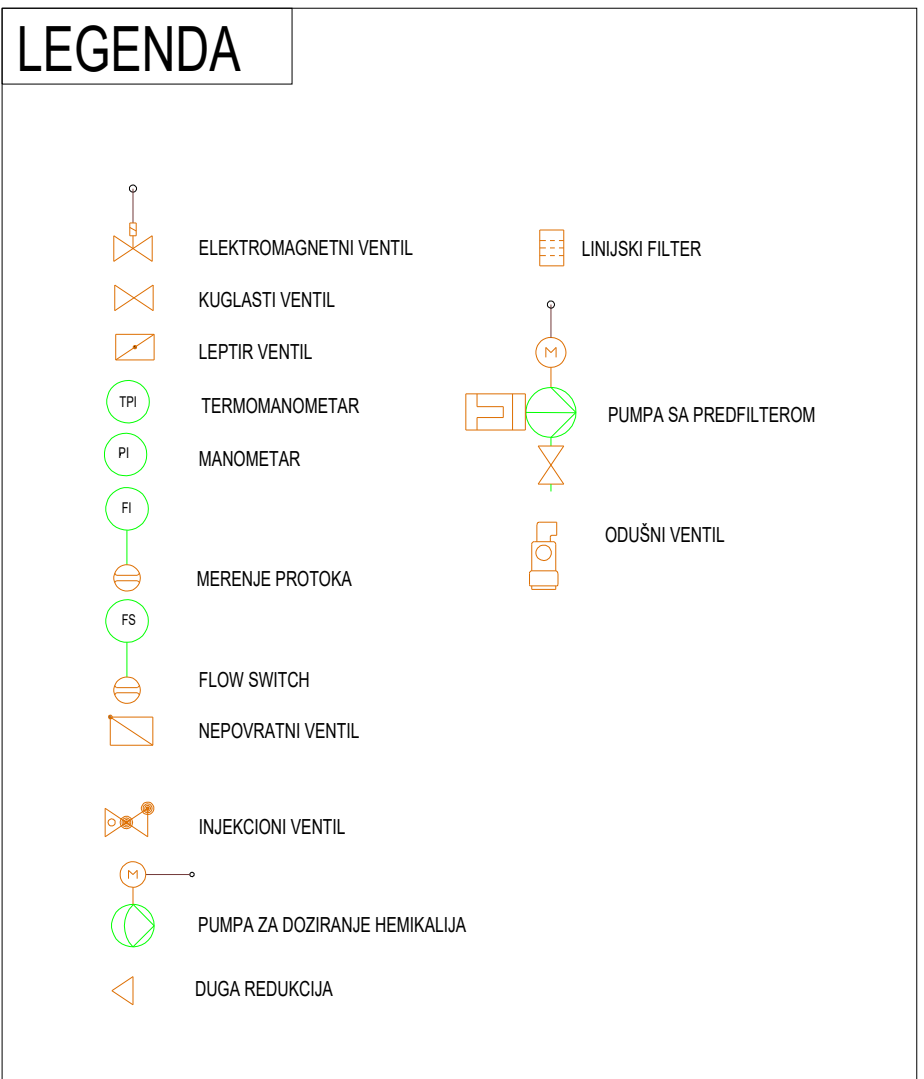 LEGENDA
ELEKTROMAGNETNI VENTIL
KUGLASTI VENTIL
LEPTIR VENTIL
TPI
TERMOMANOMETAR
PI
MANOMETAR
FI
MERENJE PROTOKA
FS
FLOW SWITCH
NEPOVRATNI VENTIL
INJEKCIONI VENTIL
M
PUMPA ZA DOZIRANJE HEMIKALIJA
DUGA REDUKCIJA
LINIJSKI FILTER
M
PUMPA SA PREDFILTEROM
ODUŠNI VENTIL